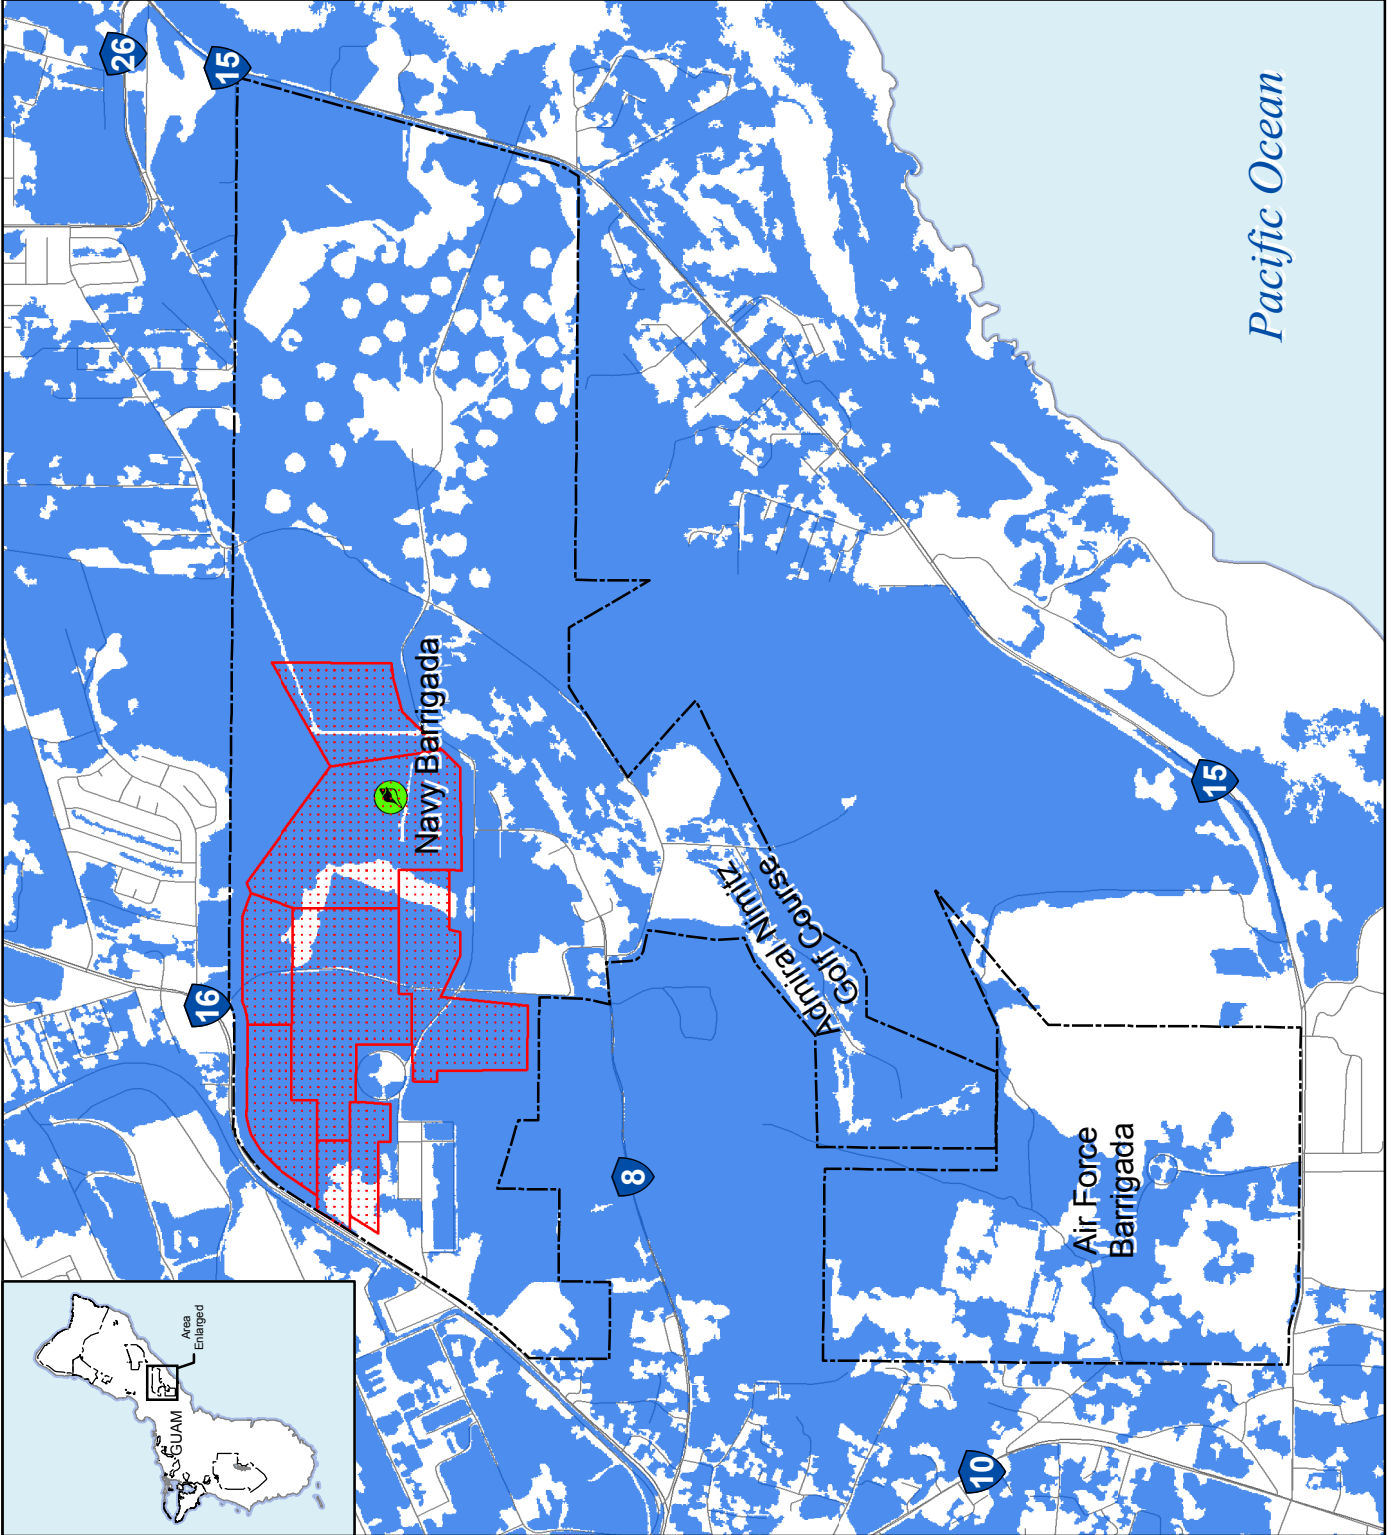 26
15
Pacific Ocean
Navy Barrigada
16
Admiral Nimitz
Golf Course
15
8
Air Force
Barrigada
10
GUAM
Area
Enlarged